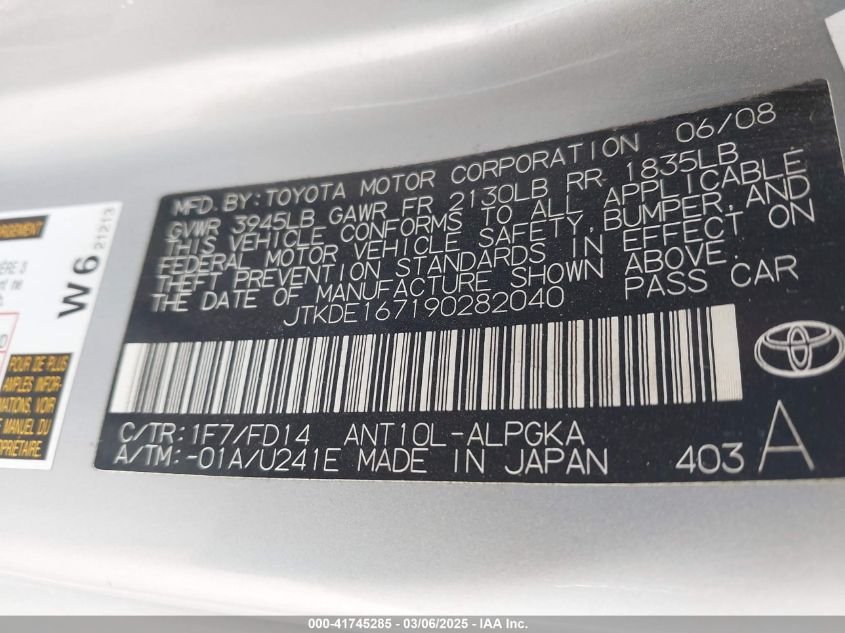 MFD. BY: TOYOTA MOTOR CORPORATION 06/08
GVWR 3945LB GAWR FR 2130LB RR 1835LB
THIS VEHICLE CONFORMS TO ALL APPLICABLE
FEDERAL MOTOR VEHICLE SAFETY, BUMPER, AND
THEFT PREVENTION STANDARDS IN EFFECT ON
THE DATE OF MANUFACTURE SHOWN ABOVE.
JTKDE167190282040 PASS CAR
C/TR: 1F7/FD14 ANT10L-ALPGKA
A/TM: -01A/U241E MADE IN JAPAN 403 A
W6 21213
POUR DE PLUS
AMPLES INFOR-
MATIONS, VOIR
MANUEL DU
000-41745285 - 03/06/2025 - IAA Inc.